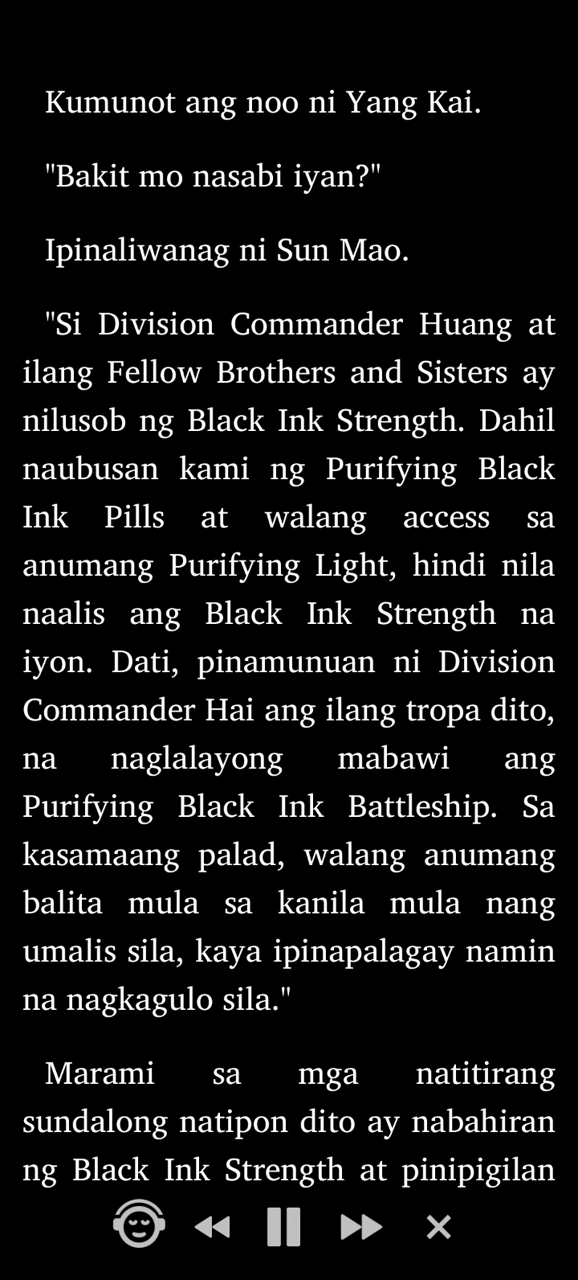 Kumunot ang noo ni Yang Kai.
"Bakit mo nasabi iyan?"
Ipinaliwanag ni Sun Mao.
"Si Division Commander Huang at
ilang Fellow Brothers and Sisters ay
nilusob ng Black Ink Strength. Dahil
naubusan kami ng Purifying Black
Ink Pills at walang access sa
anumang Purifying Light, hindi nila
naalis ang Black Ink Strength na
iyon. Dati, pinamunuan ni Division
Commander Hai ang ilang tropa dito,
na naglalayong mabawi ang
Purifying Black Ink Battleship. Sa
kasamaang palad, walang anumang
balita mula sa kanila mula nang
umalis sila, kaya ipinapalagay namin
na nagkagulo sila."
Marami sa mga natitirang
sundalong natipon dito ay nabahiran
ng Black Ink Strength at pinipigilan